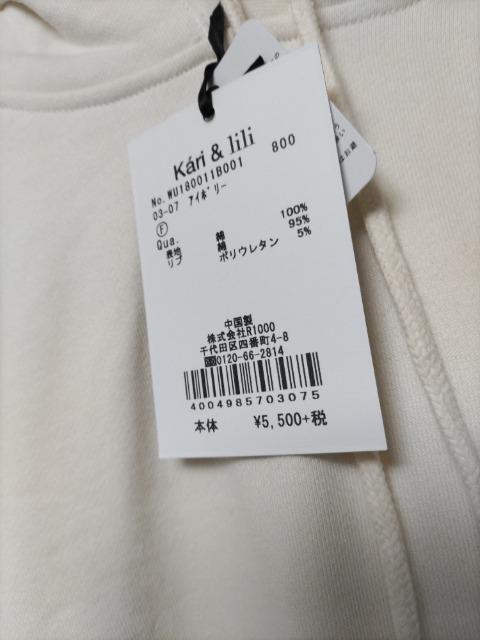 Kári & lili
800
No.WU180011B001
03-07 アイボリー
Ⓕ
Qua.
表地 綿 100%
リブ 綿 95%
ポリウレタン 5%
中国製
株式会社R1000
千代田区四番町4-8
0120-66-2814
4004985703075
本体 ¥5,500+税